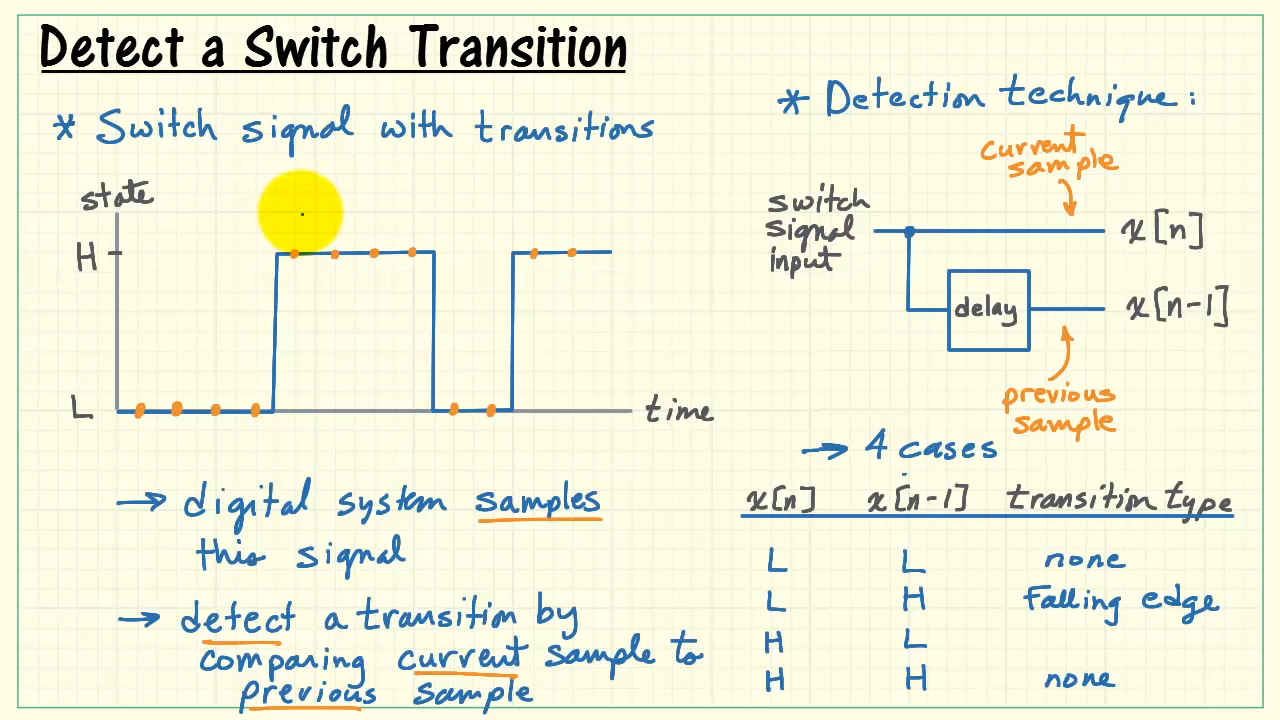 Detect a Switch Transition
* Switch signal with transitions
state
H
L
time
→ digital system samples
this signal
→ detect a transition by
comparing current sample to
previous sample
* Detection technique:
current
sample
switch
signal
input
x[n]
delay
x[n-1]
previous
sample
→ 4 cases
x[n] x[n-1] transition type
L L none
L H Falling edge
H L
H H none